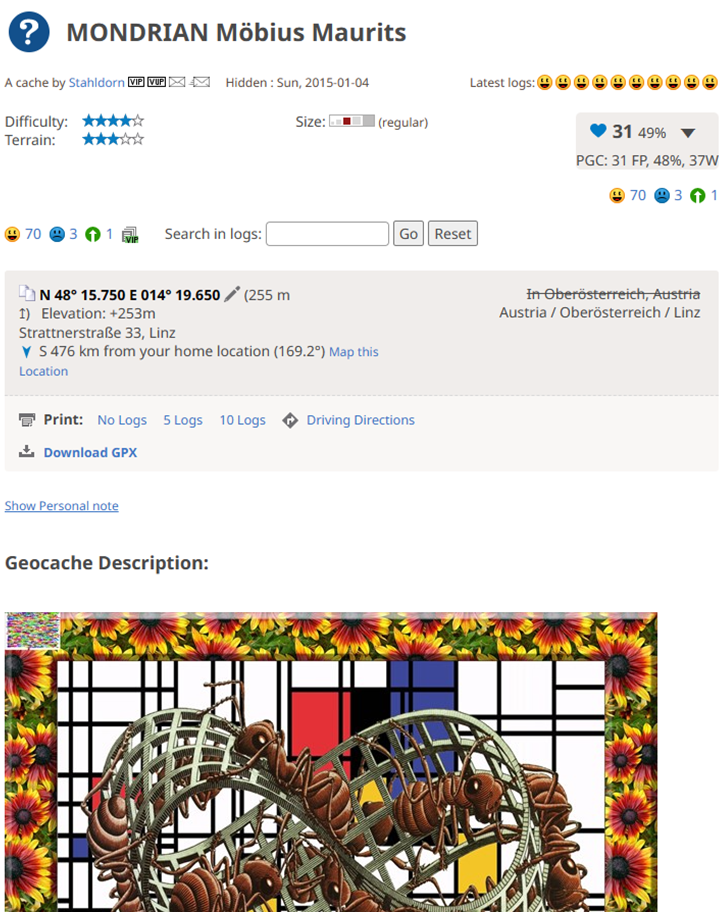 ? MONDRIAN Möbius Maurits
A cache by Stahldorn VIP VUP Hidden : Sun, 2015-01-04 Latest logs:
Difficulty:
Size: (regular)
31 49%
Terrain:
PGC: 31 FP, 48%, 37W
70 3 1
70 3 1 VIP Search in logs: Go Reset
N 48° 15.750 E 014° 19.650 (255 m
In Oberösterreich, Austria
Elevation: +253m
Austria / Oberösterreich / Linz
Strattnerstraße 33, Linz
S 476 km from your home location (169.2°) Map this
Location
Print: No Logs 5 Logs 10 Logs Driving Directions
Download GPX
Show Personal note
Geocache Description: